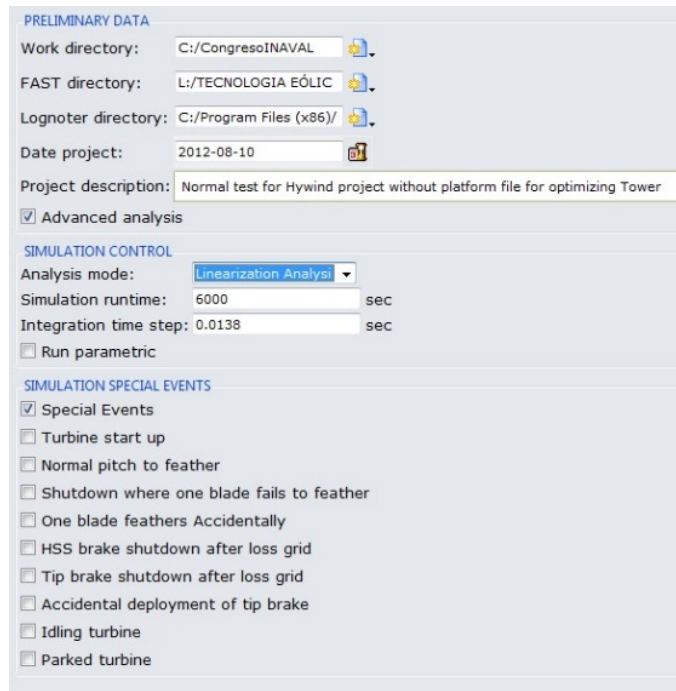 PRELIMINARY DATA
Work directory: C:/CongresoINAVAL
FAST directory: L:/TECNOLOGIA EÓLIC
Lognoter directory: C:/Program Files (x86)/
Date project: 2012-08-10
Project description: Normal test for Hywind project without platform file for optimizing Tower
Advanced analysis
SIMULATION CONTROL
Analysis mode: Linearization Analysi
Simulation runtime: 6000 sec
Integration time step: 0.0138 sec
Run parametric
SIMULATION SPECIAL EVENTS
Special Events
Turbine start up
Normal pitch to feather
Shutdown where one blade fails to feather
One blade feathers Accidentally
HSS brake shutdown after loss grid
Tip brake shutdown after loss grid
Accidental deployment of tip brake
Idling turbine
Parked turbine